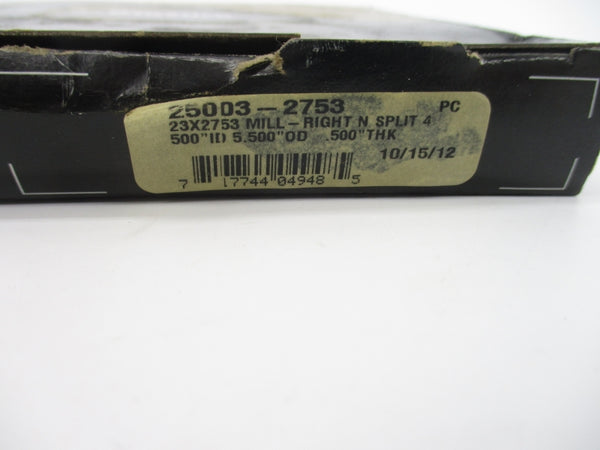 25003-2753 PC
23X2753 MILL-RIGHT N SPLIT 4
500"ID 5.500"OD .500"THK
10/15/12
7 17744 04948 5